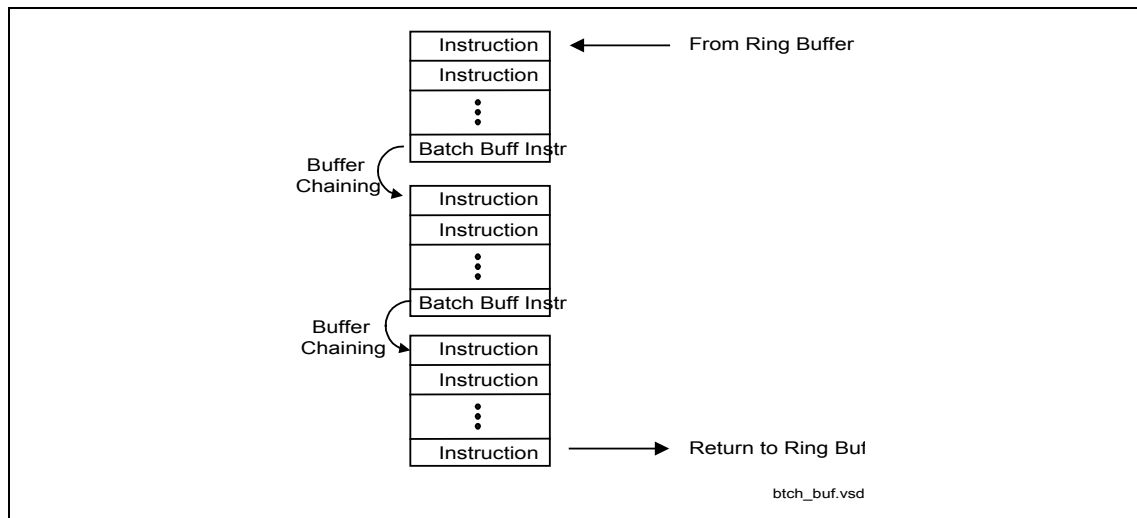 Instruction
From Ring Buffer
Instruction
Batch Buff Instr
Buffer
Chaining
Instruction
Instruction
Batch Buff Instr
Buffer
Chaining
Instruction
Instruction
Instruction
Return to Ring Buf
btch_buf.vsd